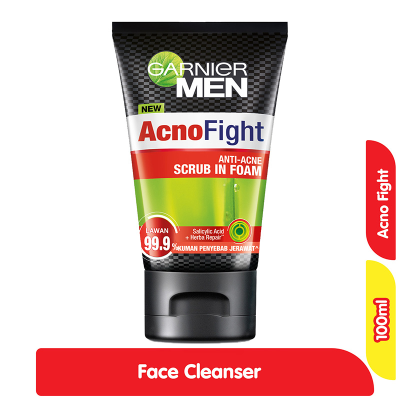 GARNIER
MEN
NEW
AcnoFight
ANTI-ACNE
SCRUB IN FOAM
LAWAN
99.9%
Salicylic Acid
+ Herba Repair
KUMAN PENYEBAB JERAWAT
Acno Fight
100ml
Face Cleanser